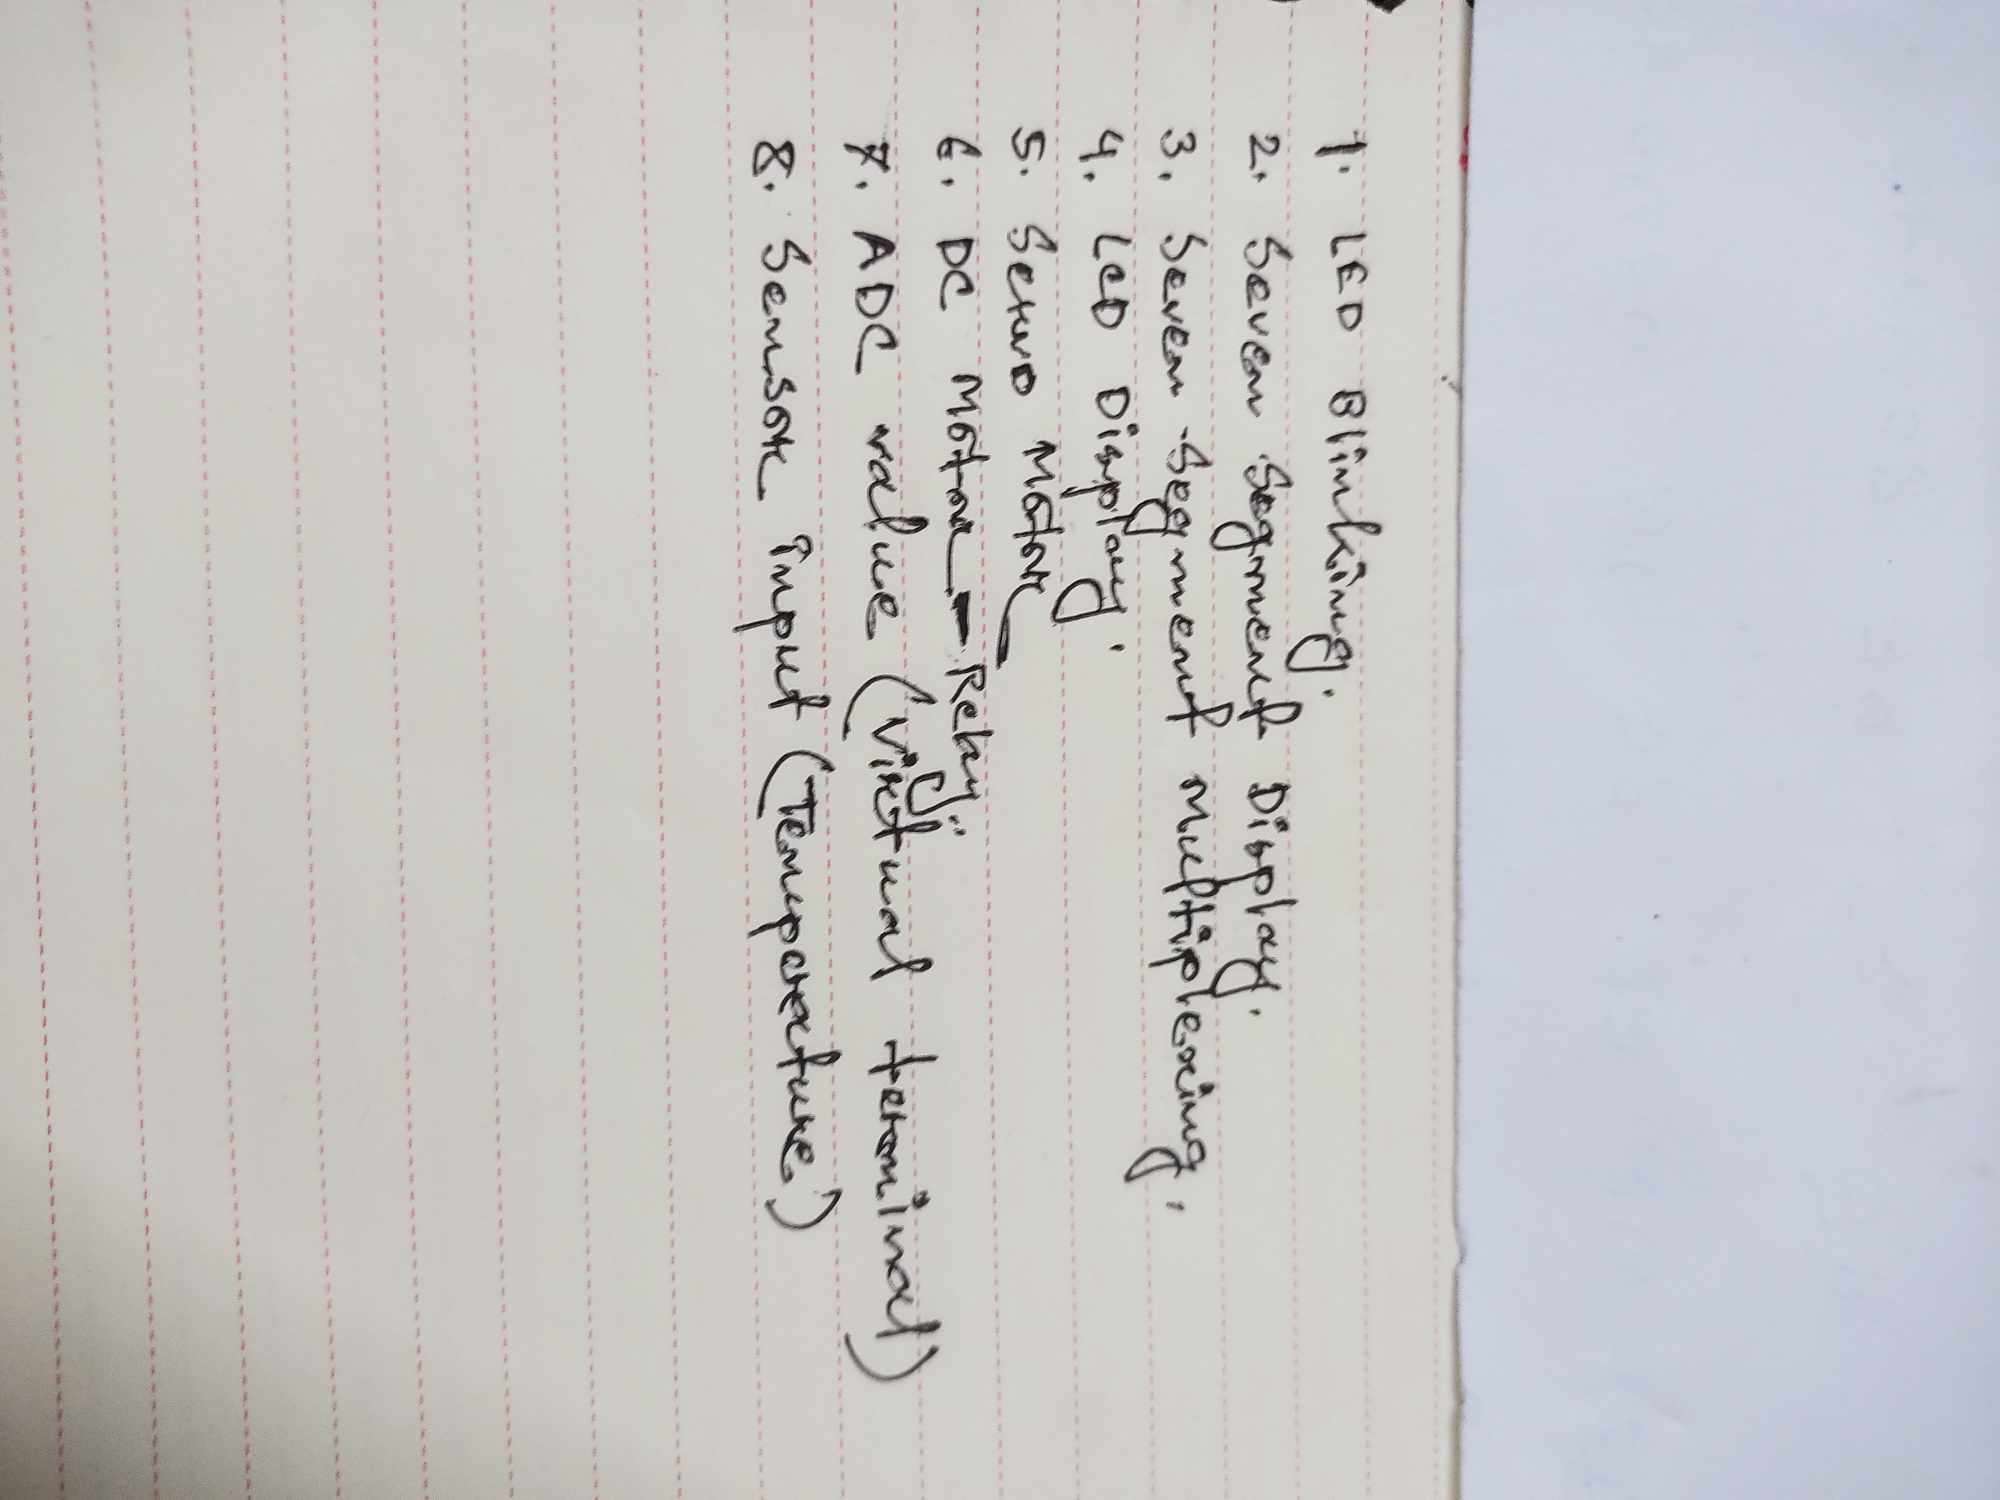 1. LED Blinking.
2. Seven Segment Display.
3. Seven-Segment Multiplexing.
4. LCD Display.
5. Servo Motor
6. DC Motor - Relay..
7. ADC value (Virtual terminal)
8. Sensor input (Temperature)